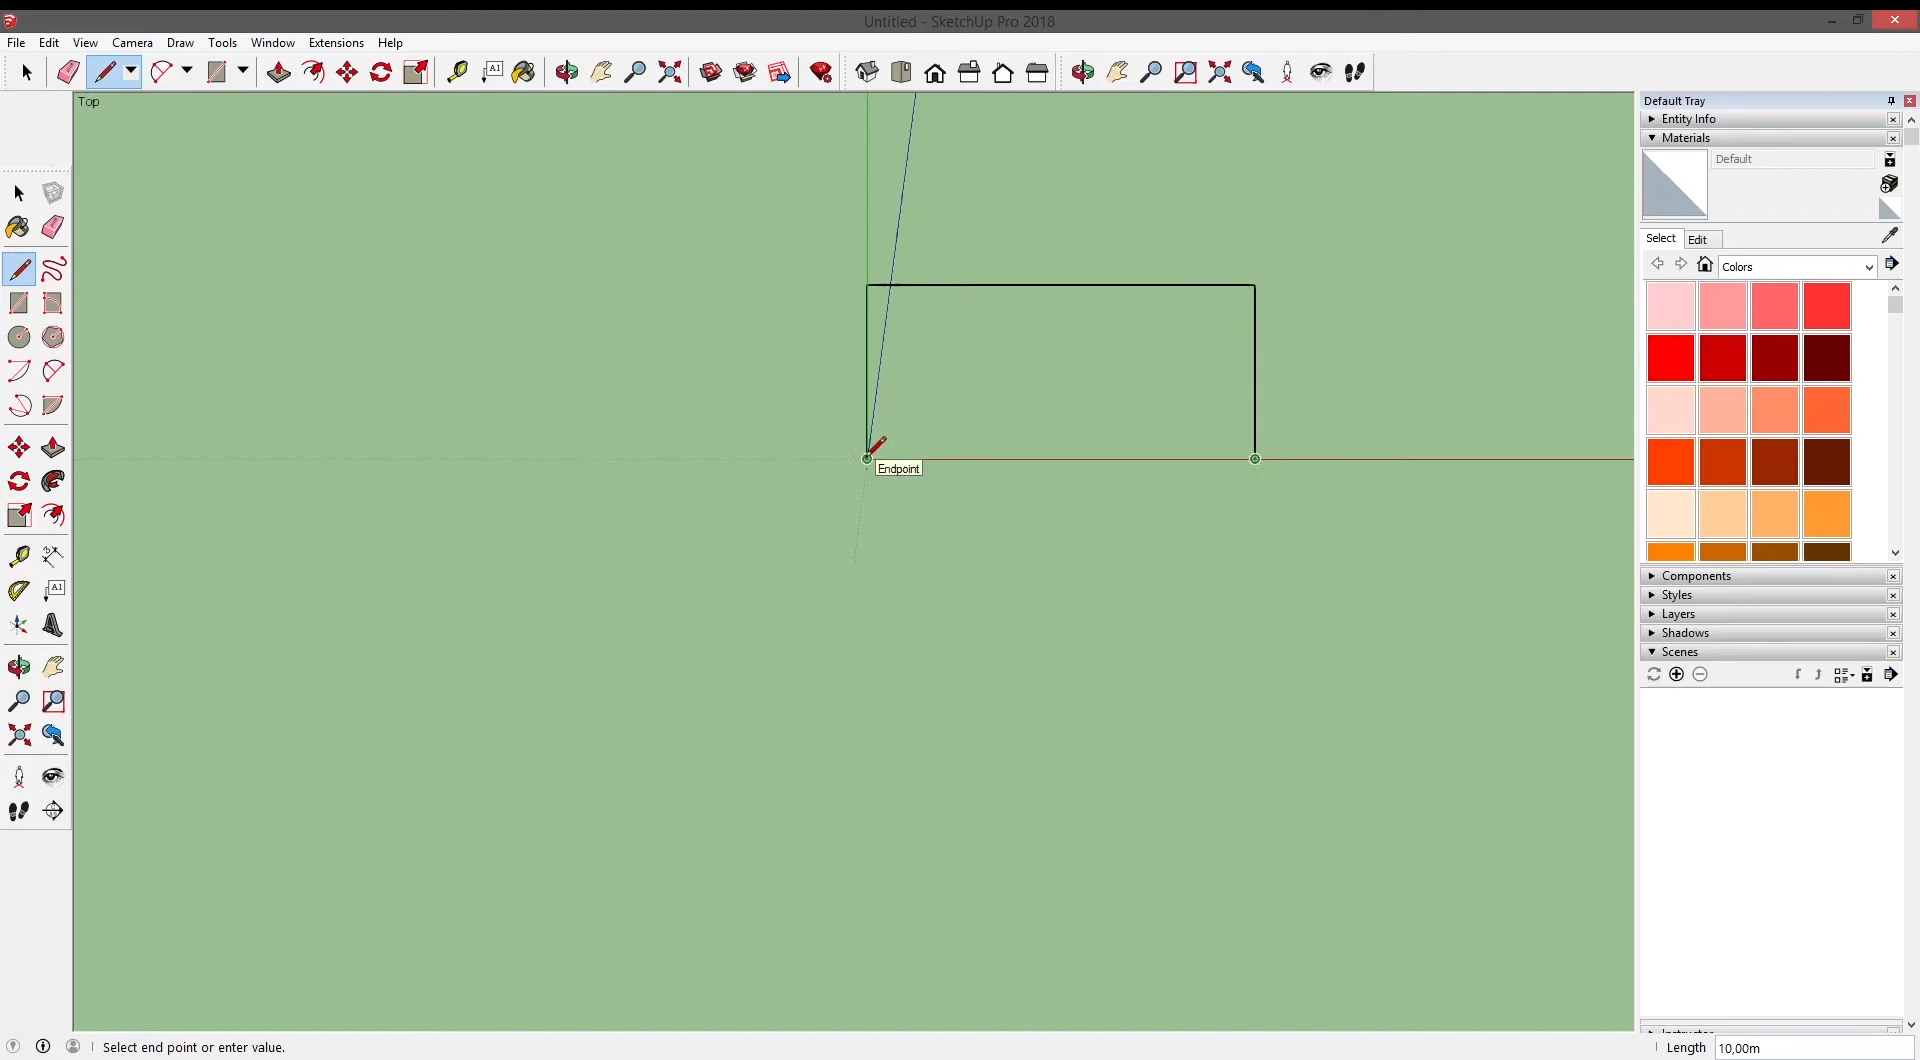 Untitled - SketchUp Pro 2018
File Edit View Camera Draw Tools Window Extensions Help
A1
Top
Default Tray
Entity Info
Materials
Default
Select Edit
Colors
Endpoint
A1
Components
Styles
Layers
Shadows
Scenes
Select end point or enter value.
Length 10,00m